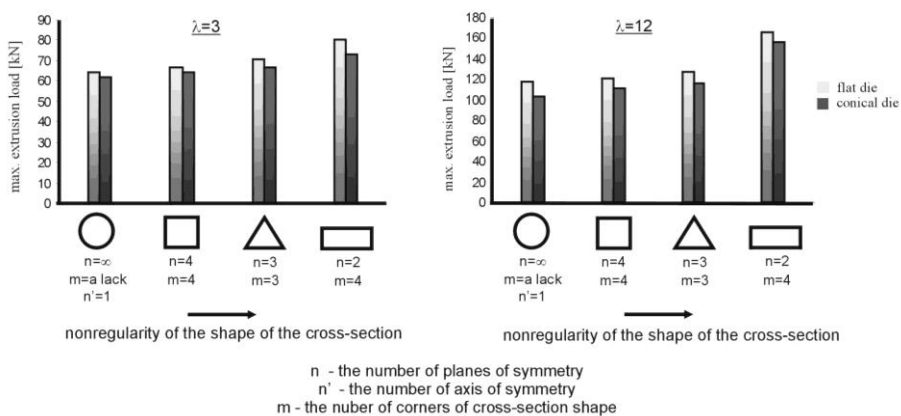 λ=3
max. extrusion load [kN]
90
80
70
60
50
40
30
20
10
0
n=∞
m=a lack
n'=1
n=4
m=4
n=3
m=3
n=2
m=4
nonregularity of the shape of the cross-section
λ=12
max. extrusion load [kN]
180
160
140
120
100
80
60
40
20
0
flat die
conical die
n=∞
m=a lack
n'=1
n=4
m=4
n=3
m=3
n=2
m=4
nonregularity of the shape of the cross-section
n - the number of planes of symmetry
n' - the number of axis of symmetry
m - the nuber of corners of cross-section shape